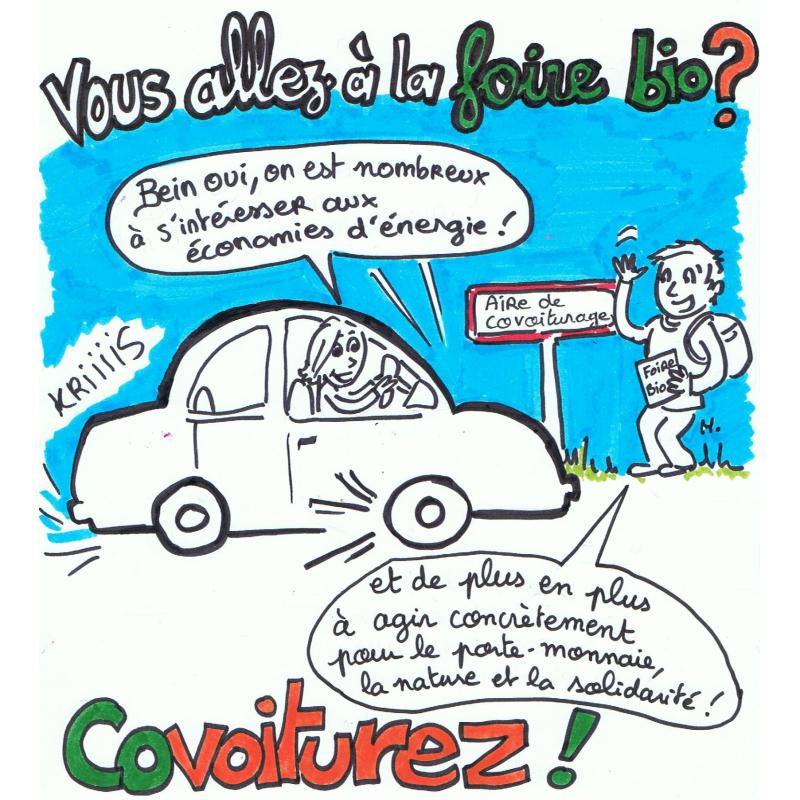 Vous allez à la foire bio?
Bein oui, on est nombreux
à s'intéresser aux
économies d'énergie !
Aire de
covoiturage
KRiiiiS
Foire
Bio
H.
et de plus en plus
à agir concrètement
pour le porte-monnaie,
la nature et la solidarité !
Covoiturez !